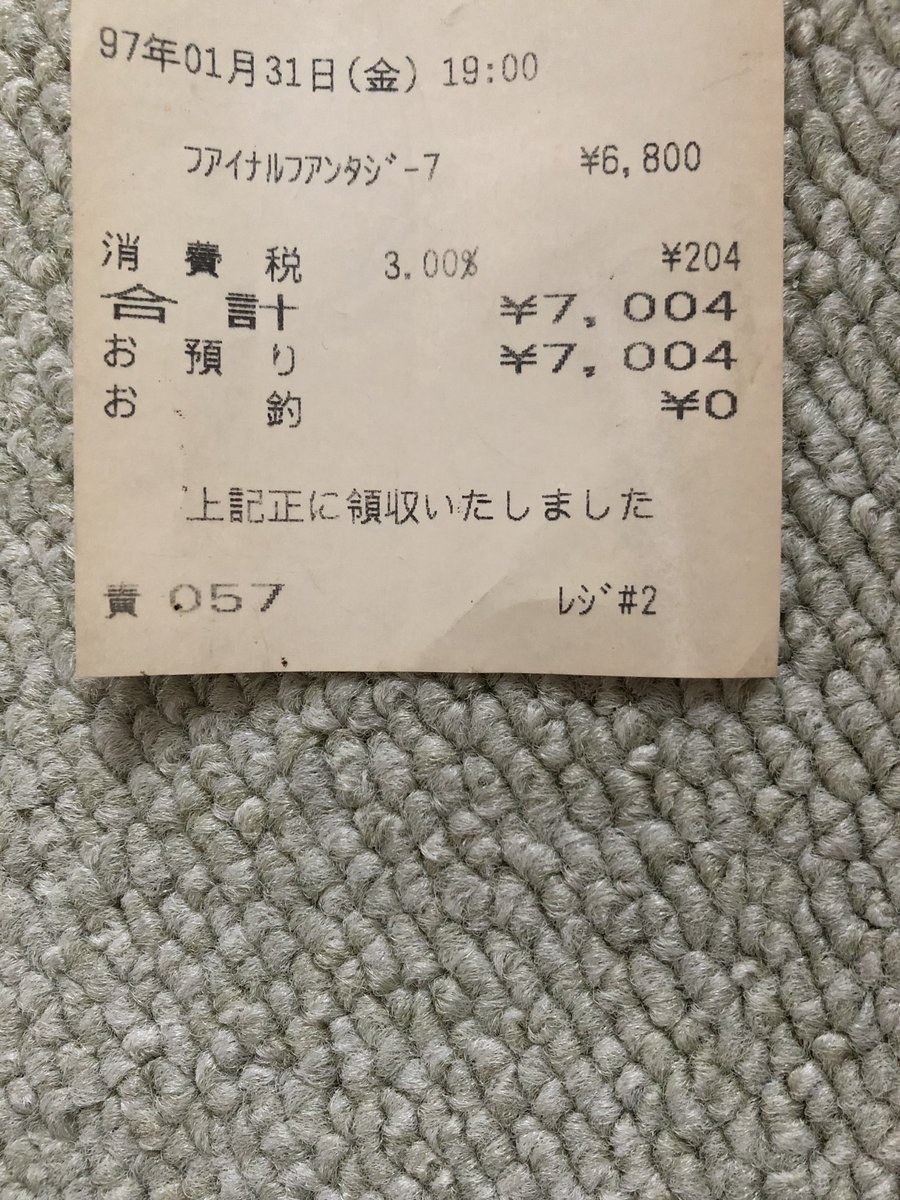 97年01月31日(金) 19:00
ﾌｱｲﾅﾙﾌｱﾝﾀｼﾞｰ7 ¥6,800
消費税 3.00% ¥204
合計 ¥7,004
お預り ¥7,004
お釣 ¥0
上記正に領収いたしました
責 057 ﾚｼﾞ#2